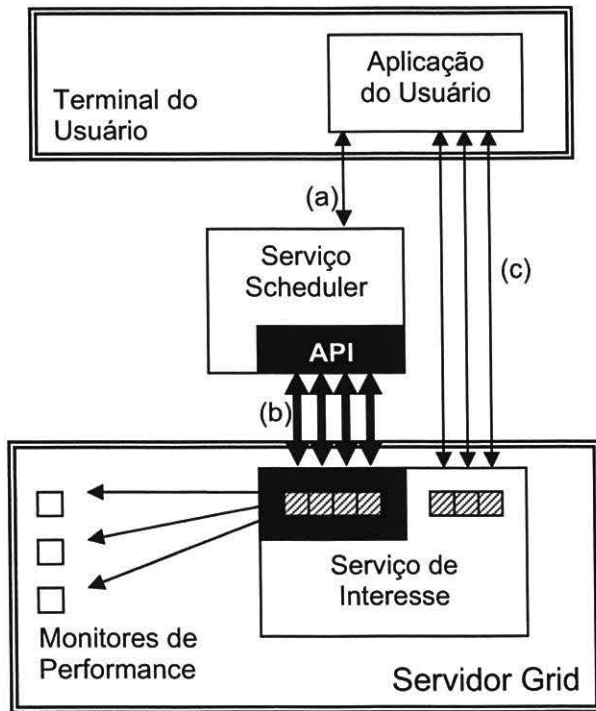 Aplicação
do Usuário
Terminal do
Usuário
(a)
Serviço
Scheduler
(c)
API
(b)
Serviço de
Interesse
Monitores de
Performance
Servidor Grid